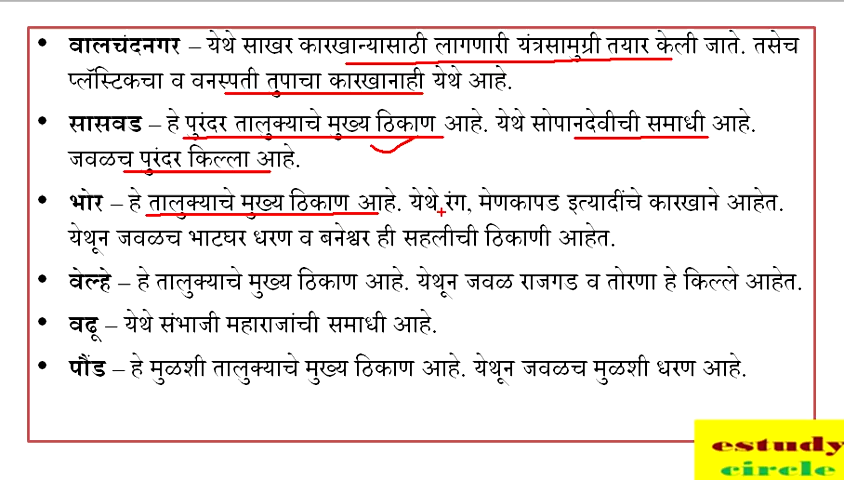 • वालचंदनगर – येथे साखर कारखान्यासाठी लागणारी यंत्रसामुग्री तयार केली जाते. तसेच
प्लॅस्टिकचा व वनस्पती तुपाचा कारखानाही येथे आहे.
• सासवड – हे पुरंदर तालुक्याचे मुख्य ठिकाण आहे. येथे सोपानदेवीची समाधी आहे.
जवळच पुरंदर किल्ला आहे.
• भोर – हे तालुक्याचे मुख्य ठिकाण आहे. येथे रंग, मेणकापड इत्यादींचे कारखाने आहेत.
येथून जवळच भाटघर धरण व बनेश्वर ही सहलीची ठिकाणी आहेत.
• वेल्हे – हे तालुक्याचे मुख्य ठिकाण आहे. येथून जवळ राजगड व तोरणा हे किल्ले आहेत.
• वढू – येथे संभाजी महाराजांची समाधी आहे.
• पौंड – हे मुळशी तालुक्याचे मुख्य ठिकाण आहे. येथून जवळच मुळशी धरण आहे.
estudy
circle